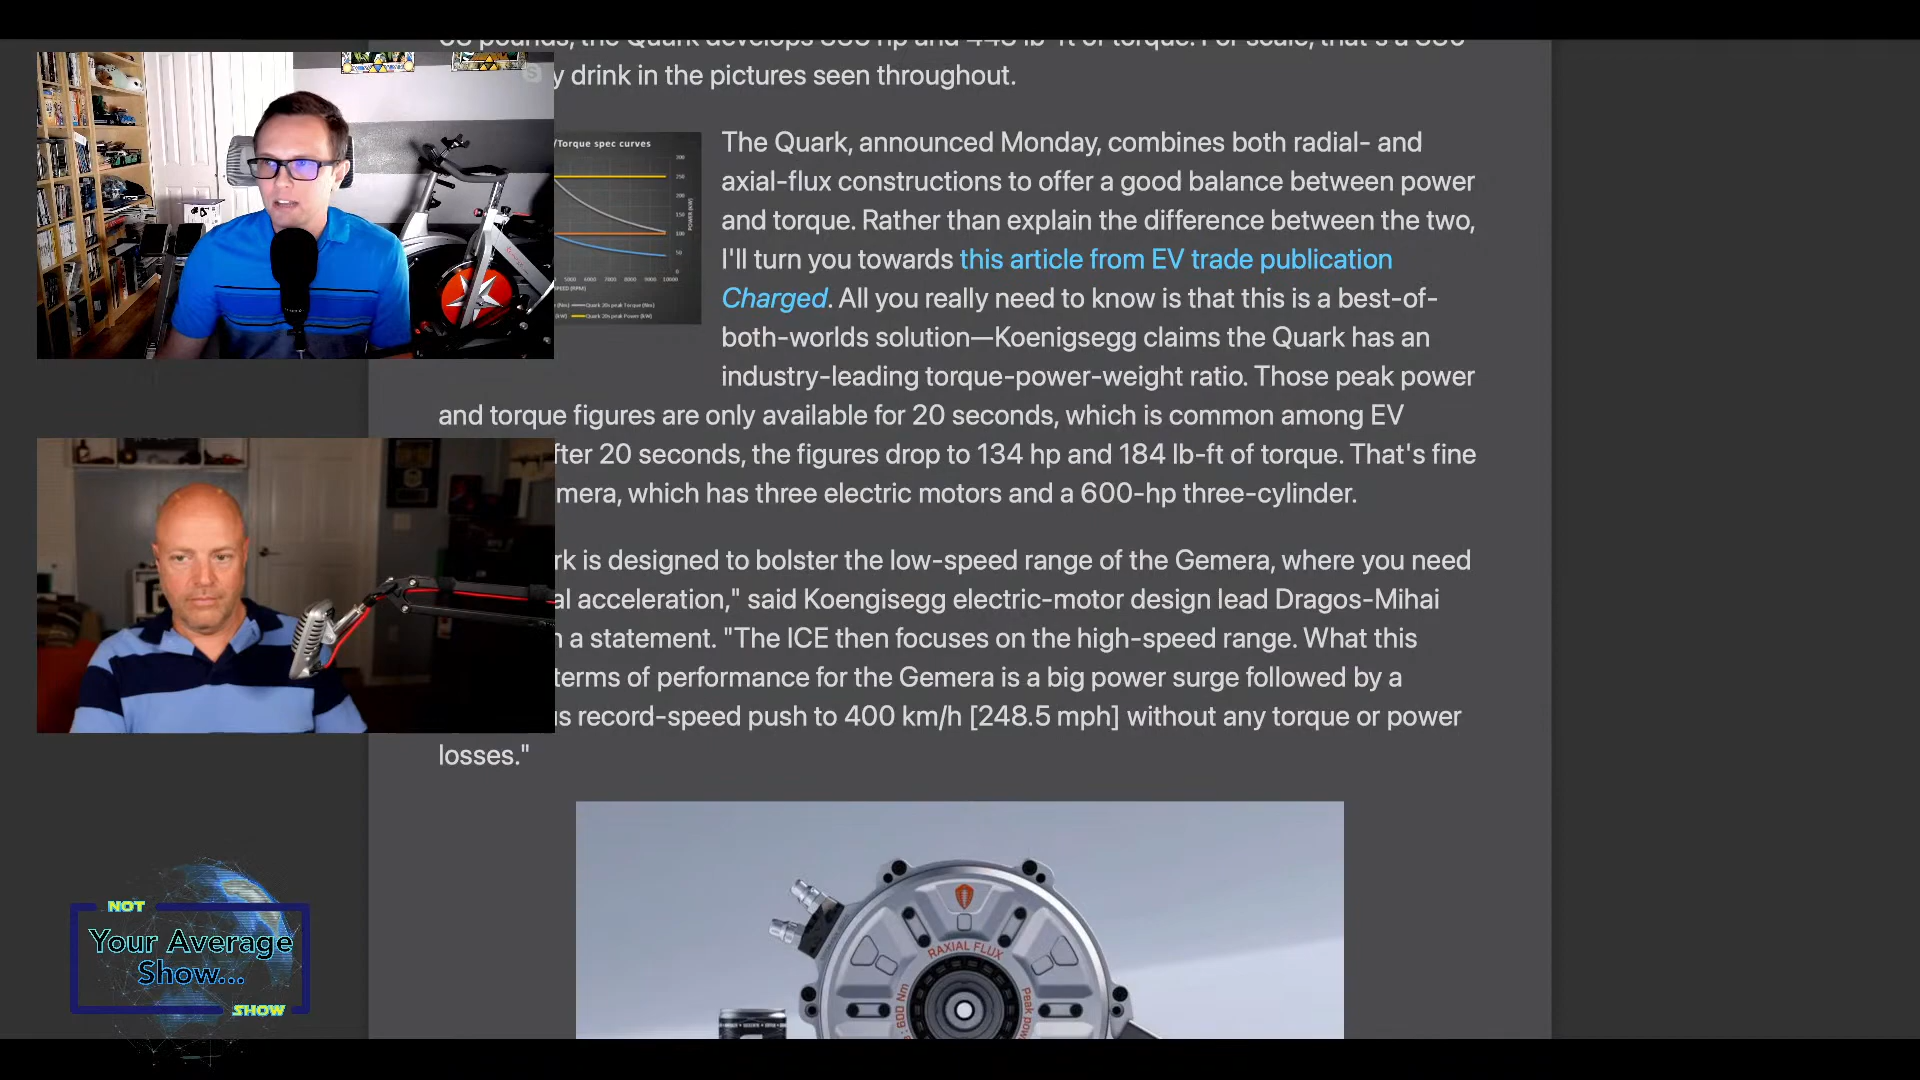 drink in the pictures seen throughout.
/Torque spec curves
The Quark, announced Monday, combines both radial- and
axial-flux constructions to offer a good balance between power
and torque. Rather than explain the difference between the two,
I'll turn you towards this article from EV trade publication
Charged. All you really need to know is that this is a best-of-
both-worlds solution—Koenigsegg claims the Quark has an
industry-leading torque-power-weight ratio. Those peak power
and torque figures are only available for 20 seconds, which is common among EV
fter 20 seconds, the figures drop to 134 hp and 184 lb-ft of torque. That's fine
mera, which has three electric motors and a 600-hp three-cylinder.
rk is designed to bolster the low-speed range of the Gemera, where you need
al acceleration," said Koengisegg electric-motor design lead Dragos-Mihai
n a statement. "The ICE then focuses on the high-speed range. What this
terms of performance for the Gemera is a big power surge followed by a
us record-speed push to 400 km/h [248.5 mph] without any torque or power
losses."
RAXIAL FLUX
: 600 Nm
Peak pow
NOT
Your Average
Show...
SHOW